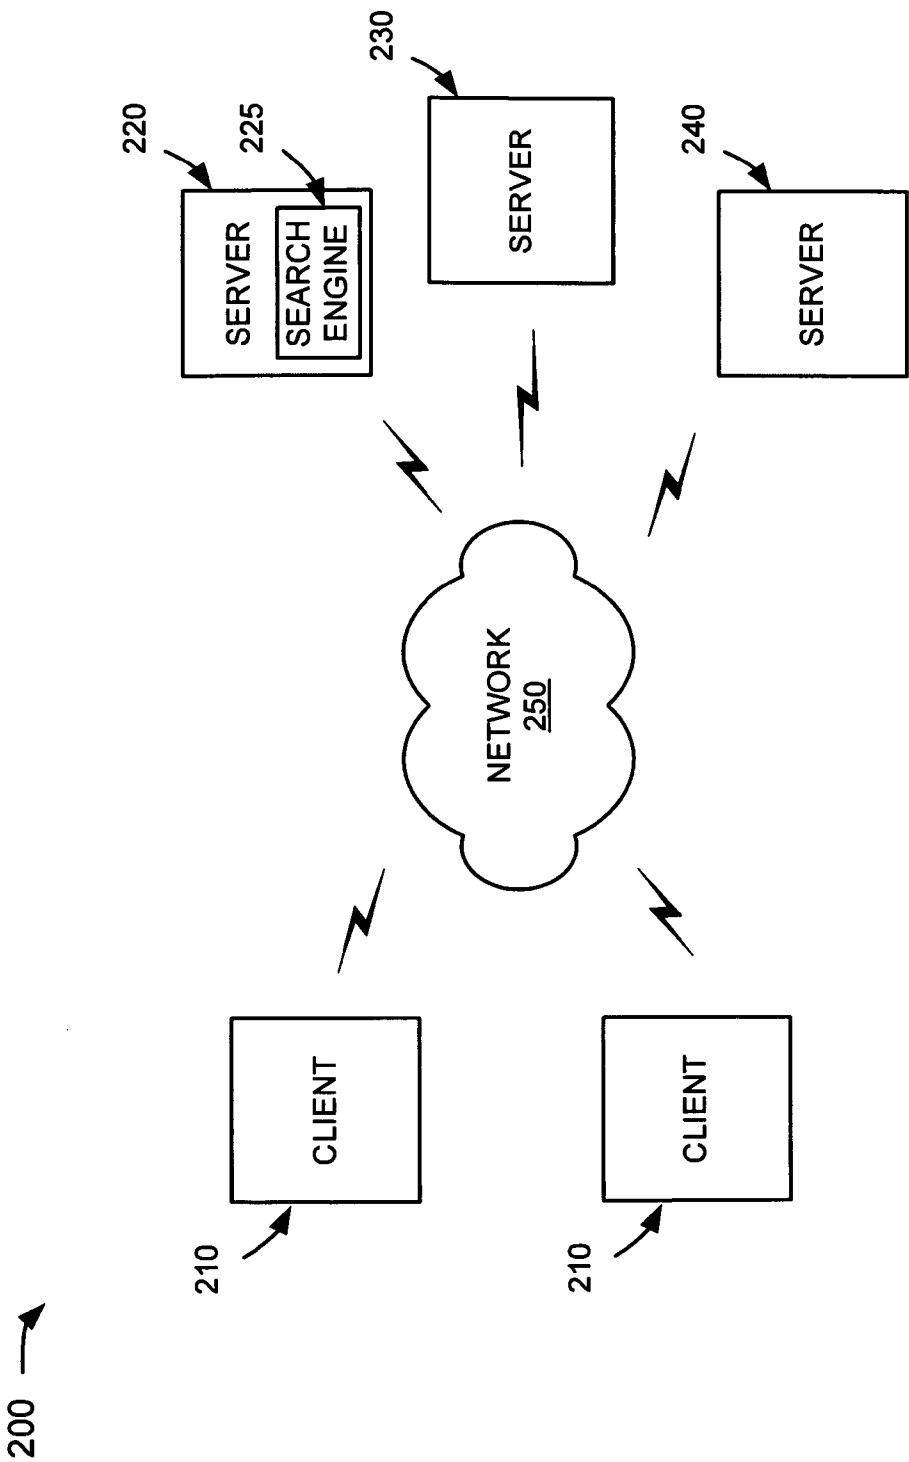 200
210
CLIENT
210
CLIENT
NETWORK
250
220
SERVER
225
SEARCH
ENGINE
230
SERVER
240
SERVER